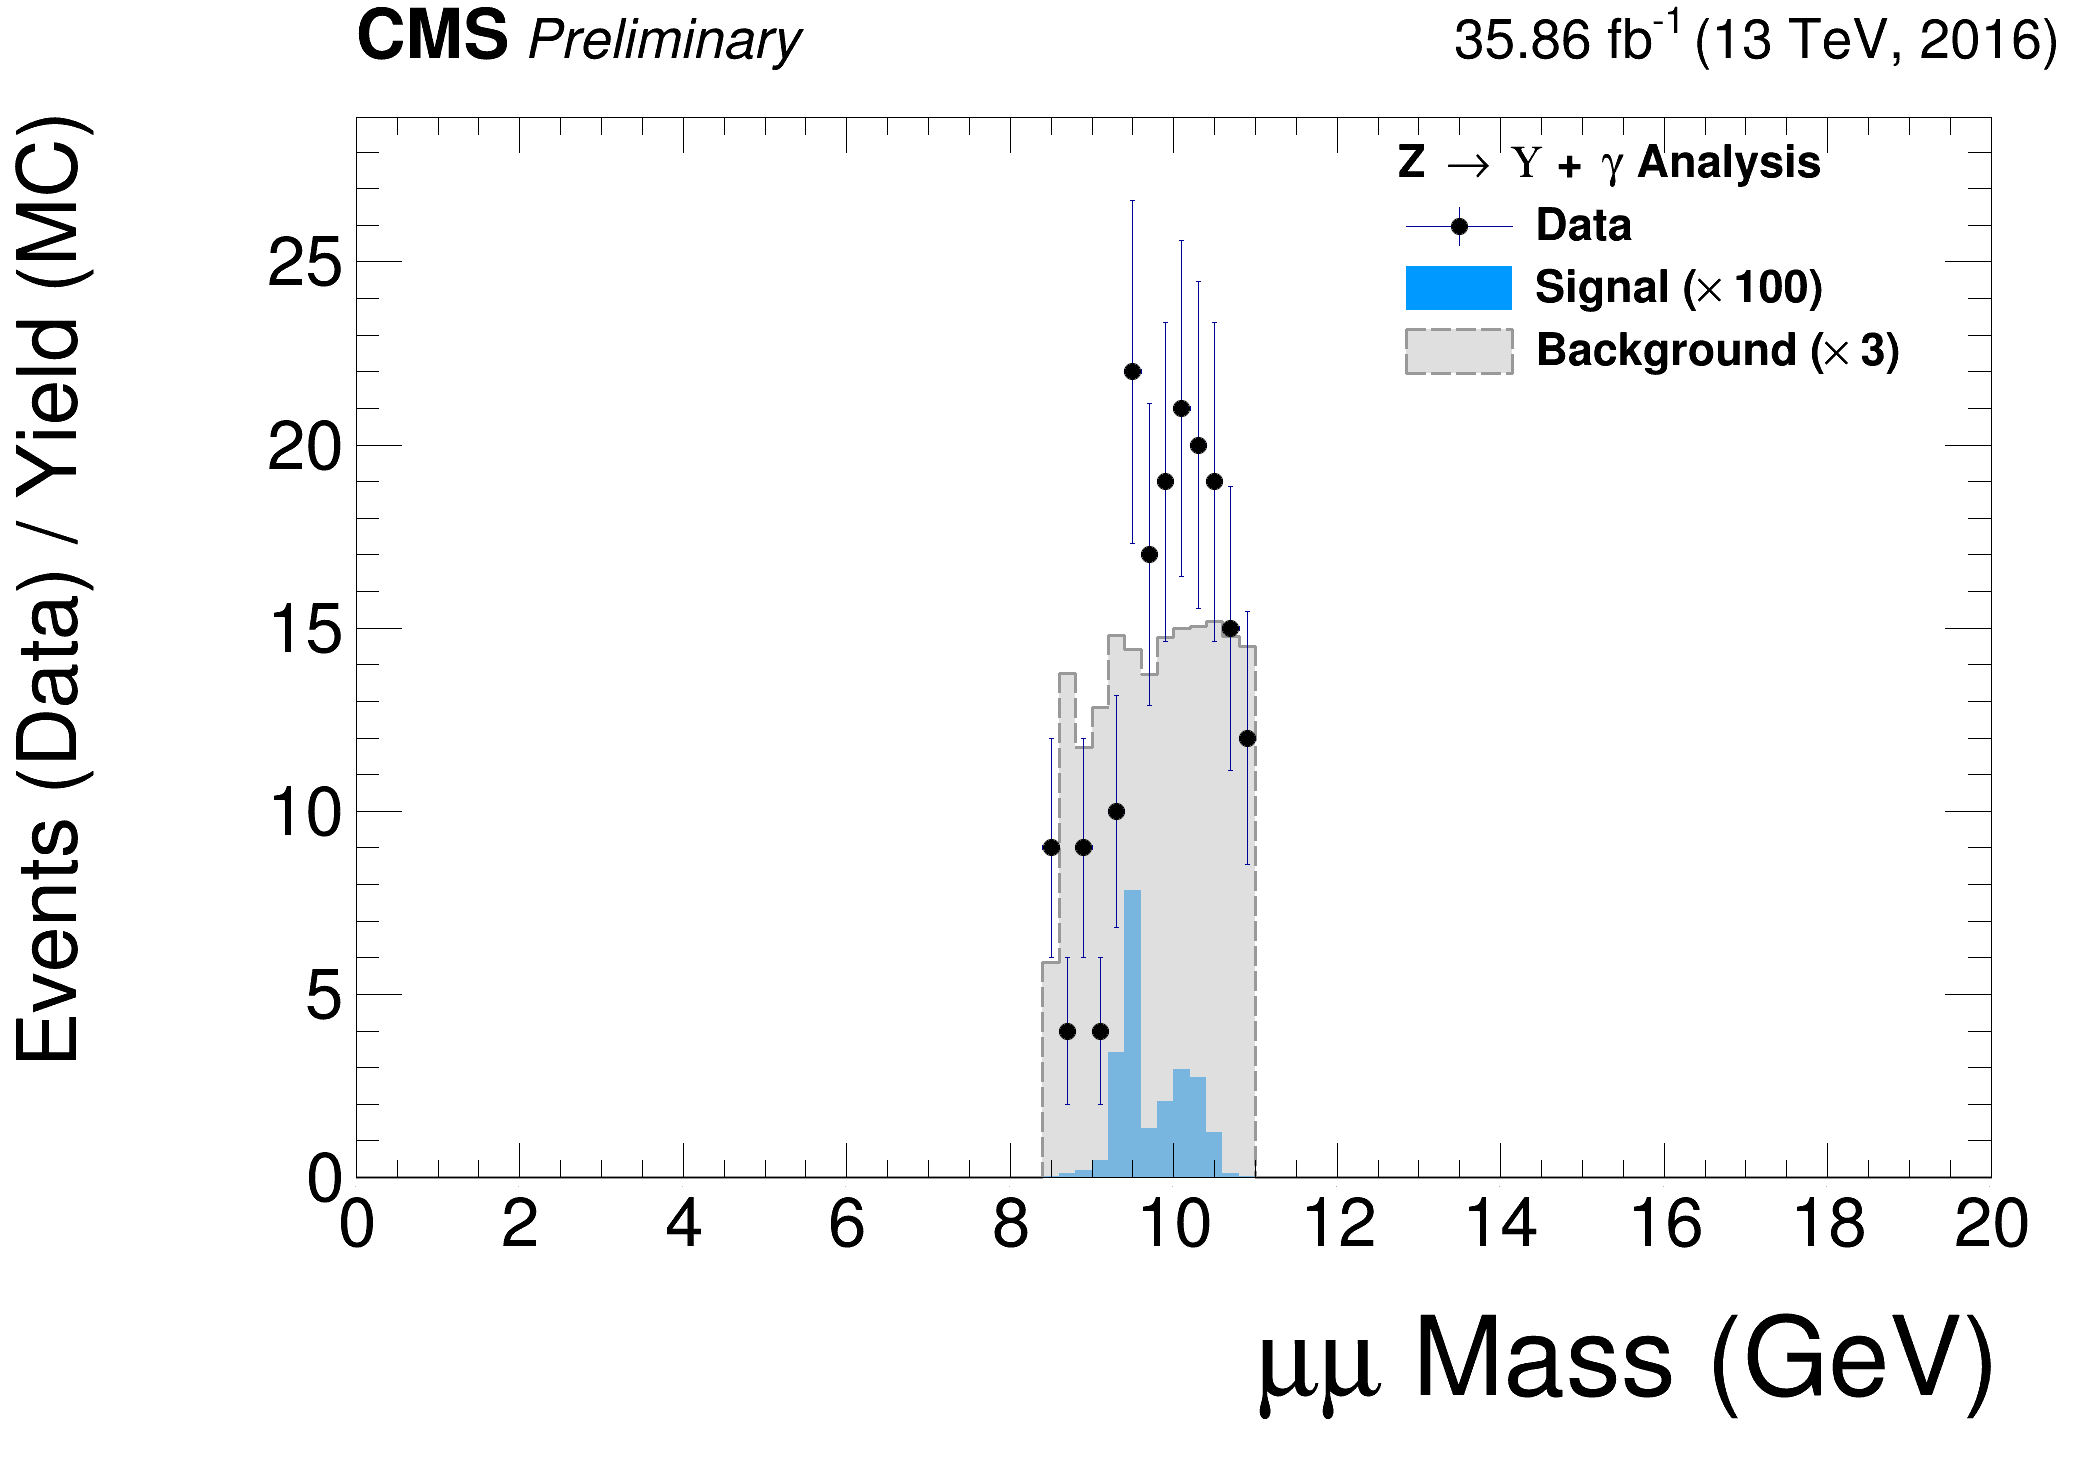 CMS Preliminary
35.86 fb-1 (13 TeV, 2016)
Events (Data) / Yield (MC)
Z → ϒ + γ Analysis
Data
Signal (× 100)
Background (× 3)
25
20
15
10
5
0
0 2 4 6 8 10 12 14 16 18 20
μμ Mass (GeV)